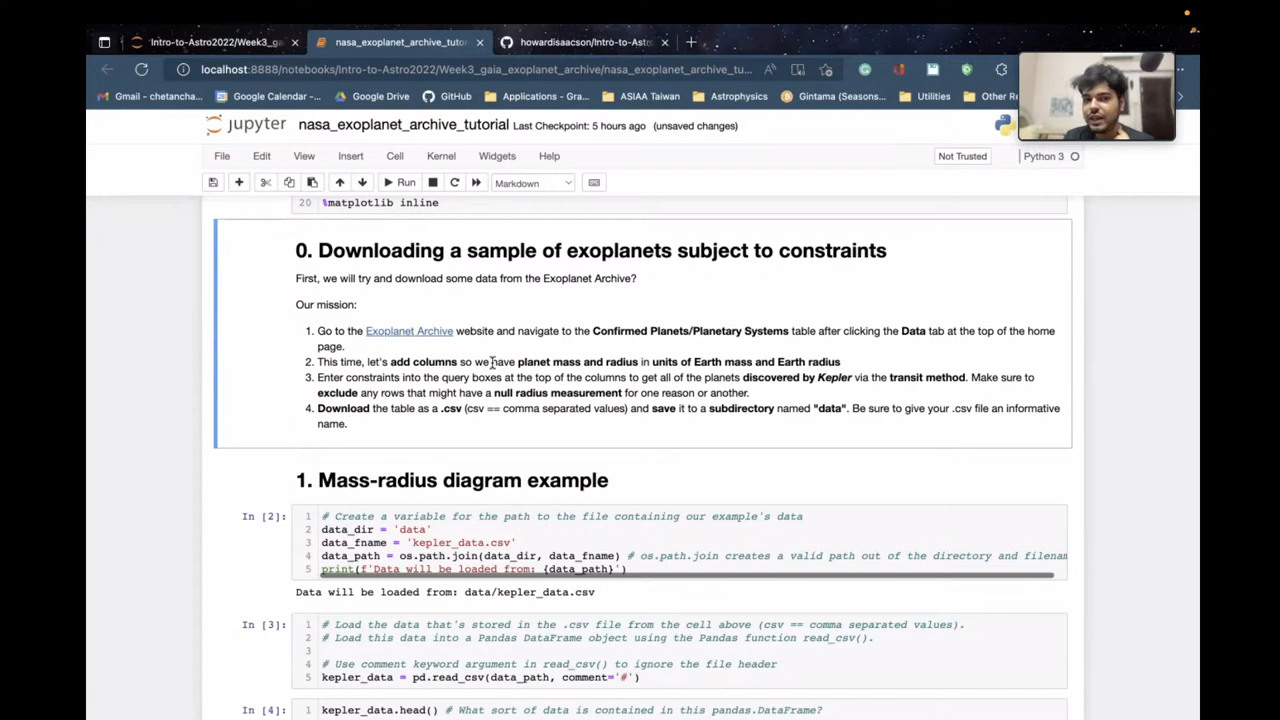 Intro-to-Astro2022/Week3_gai
nasa_exoplanet_archive_tutor
howardisaacson/Intro-to-Astr
localhost:8888/notebooks/Intro-to-Astro2022/Week3_gaia_exoplanet_archive/nasa_exoplanet_archive_tu...
Gmail - chetancha...
Google Calendar -...
Google Drive
GitHub
Applications - Gra...
ASIAA Taiwan
Astrophysics
Gintama (Seasons...
Utilities
Other Re
jupyter nasa_exoplanet_archive_tutorial Last Checkpoint: 5 hours ago (unsaved changes)
File Edit View Insert Cell Kernel Widgets Help Not Trusted Python 3
Run Markdown
20 %matplotlib inline
0. Downloading a sample of exoplanets subject to constraints
First, we will try and download some data from the Exoplanet Archive?
Our mission:
1. Go to the Exoplanet Archive website and navigate to the Confirmed Planets/Planetary Systems table after clicking the Data tab at the top of the home
page.
2. This time, let's add columns so we have planet mass and radius in units of Earth mass and Earth radius
3. Enter constraints into the query boxes at the top of the columns to get all of the planets discovered by Kepler via the transit method. Make sure to
exclude any rows that might have a null radius measurement for one reason or another.
4. Download the table as a .csv (csv == comma separated values) and save it to a subdirectory named "data". Be sure to give your .csv file an informative
name.
1. Mass-radius diagram example
In [2]: 1 # Create a variable for the path to the file containing our example's data
2 data_dir = 'data'
3 data_fname = 'kepler_data.csv'
4 data_path = os.path.join(data_dir, data_fname) # os.path.join creates a valid path out of the directory and filenam
5 print(f'Data will be loaded from: {data_path}')
Data will be loaded from: data/kepler_data.csv
In [3]: 1 # Load the data that's stored in the .csv file from the cell above (csv == comma separated values).
2 # Load this data into a Pandas DataFrame object using the Pandas function read_csv().
3
4 # Use comment keyword argument in read_csv() to ignore the file header
5 kepler_data = pd.read_csv(data_path, comment='#')
In [4]: 1 kepler_data.head() # What sort of data is contained in this pandas.DataFrame?